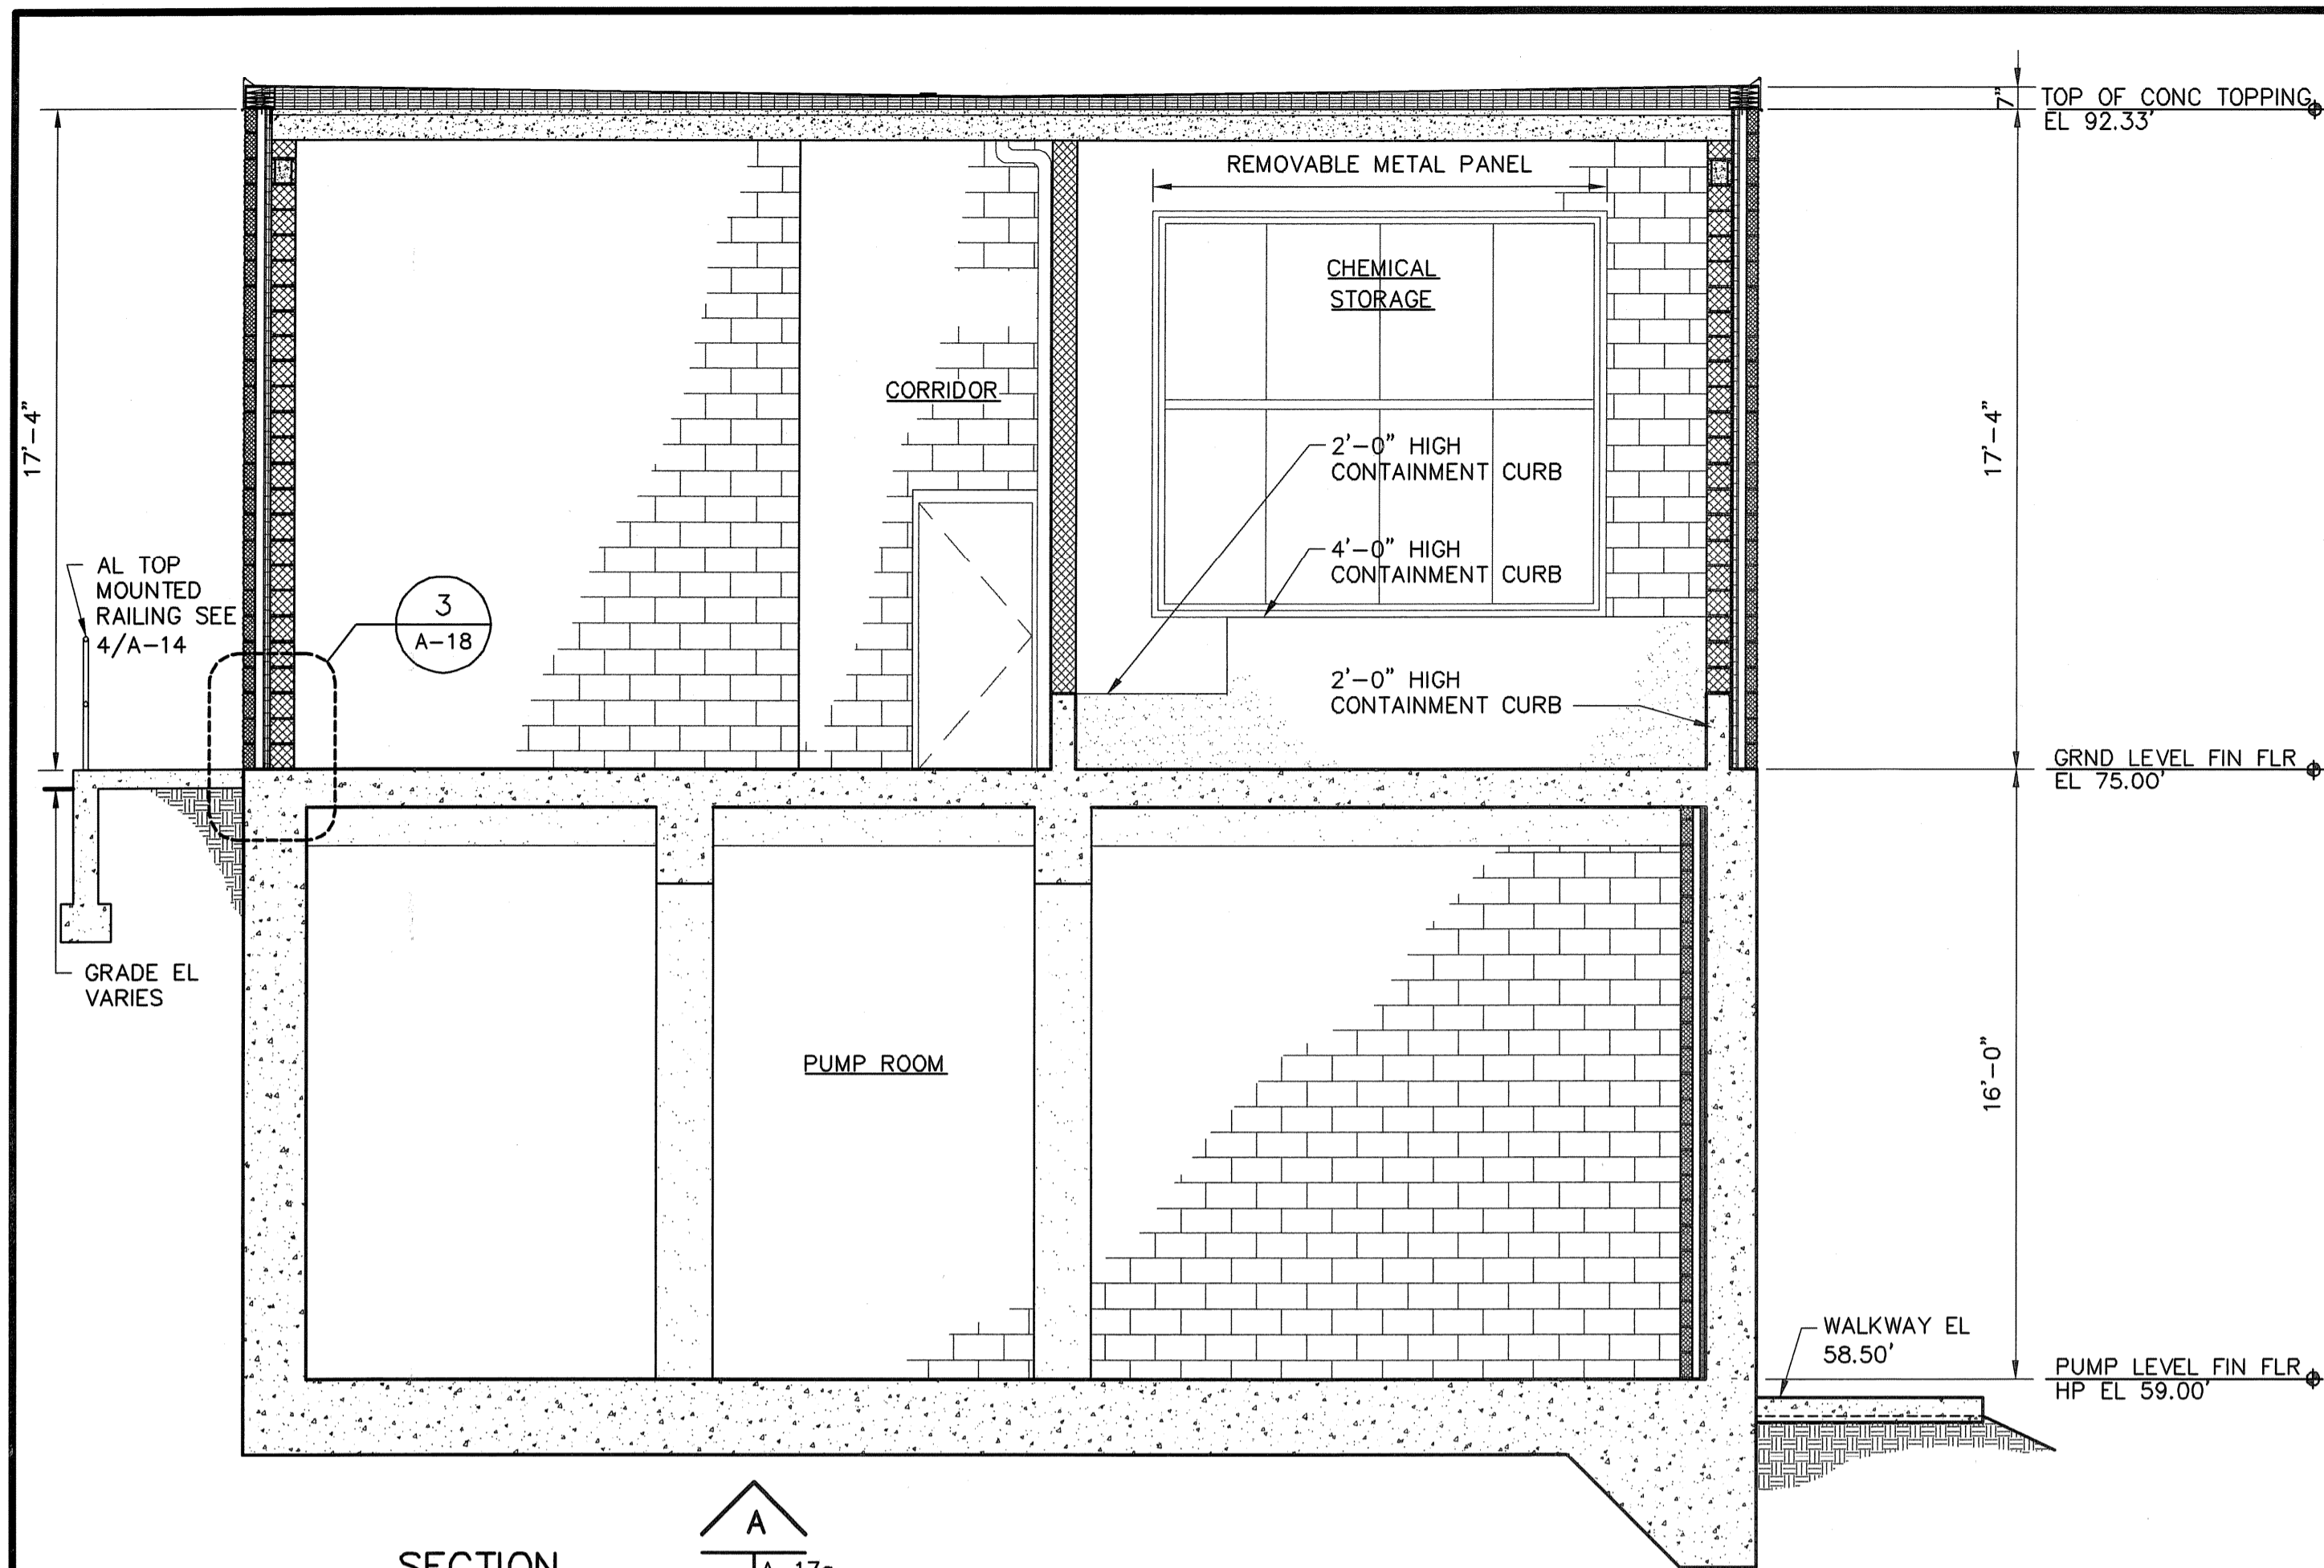 7"
TOP OF CONC TOPPING
EL 92.33'
REMOVABLE METAL PANEL
CHEMICAL
STORAGE
CORRIDOR
17'-4"
17'-4"
2'-0" HIGH
CONTAINMENT CURB
4'-0" HIGH
CONTAINMENT CURB
AL TOP
MOUNTED
RAILING SEE
4/A-14
3
A-18
2'-0" HIGH
CONTAINMENT CURB
GRND LEVEL FIN FLR
EL 75.00'
GRADE EL
VARIES
PUMP ROOM
16'-0"
WALKWAY EL
58.50'
PUMP LEVEL FIN FLR
HP EL 59.00'
A
SECTION